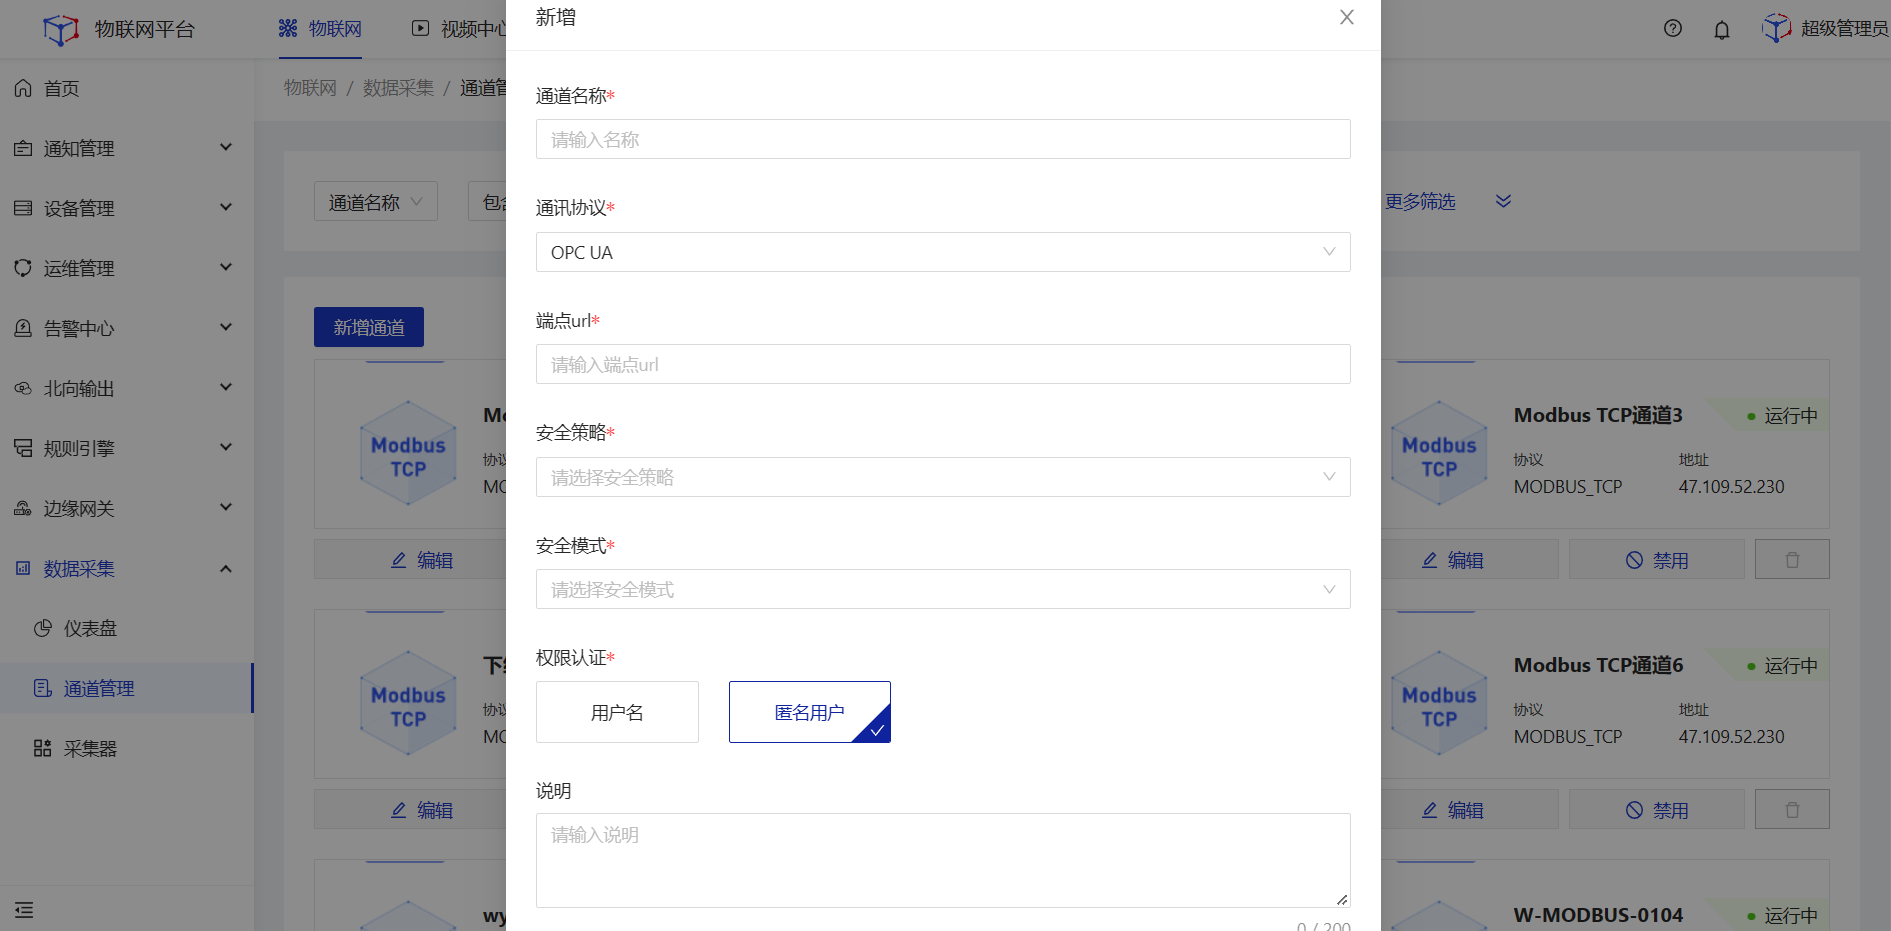 物联网平台
物联网
视频中心
超级管理员
首页
通知管理
设备管理
运维管理
告警中心
北向输出
规则引擎
边缘网关
数据采集
仪表盘
通道管理
采集器
物联网 / 数据采集 / 通道管
通道名称
包含
更多筛选
新增通道
Modbus
TCP
Mo
协议
MO
编辑
Modbus
TCP
下
协议
MO
编辑
wy
新增
通道名称*
请输入名称
通讯协议*
OPC UA
端点url*
请输入端点url
安全策略*
请选择安全策略
安全模式*
请选择安全模式
权限认证*
用户名
匿名用户
说明
请输入说明
0 / 200
Modbus
TCP
Modbus TCP通道3
运行中
协议
地址
MODBUS_TCP
47.109.52.230
编辑
禁用
Modbus
TCP
Modbus TCP通道6
运行中
协议
地址
MODBUS_TCP
47.109.52.230
编辑
禁用
W-MODBUS-0104
运行中